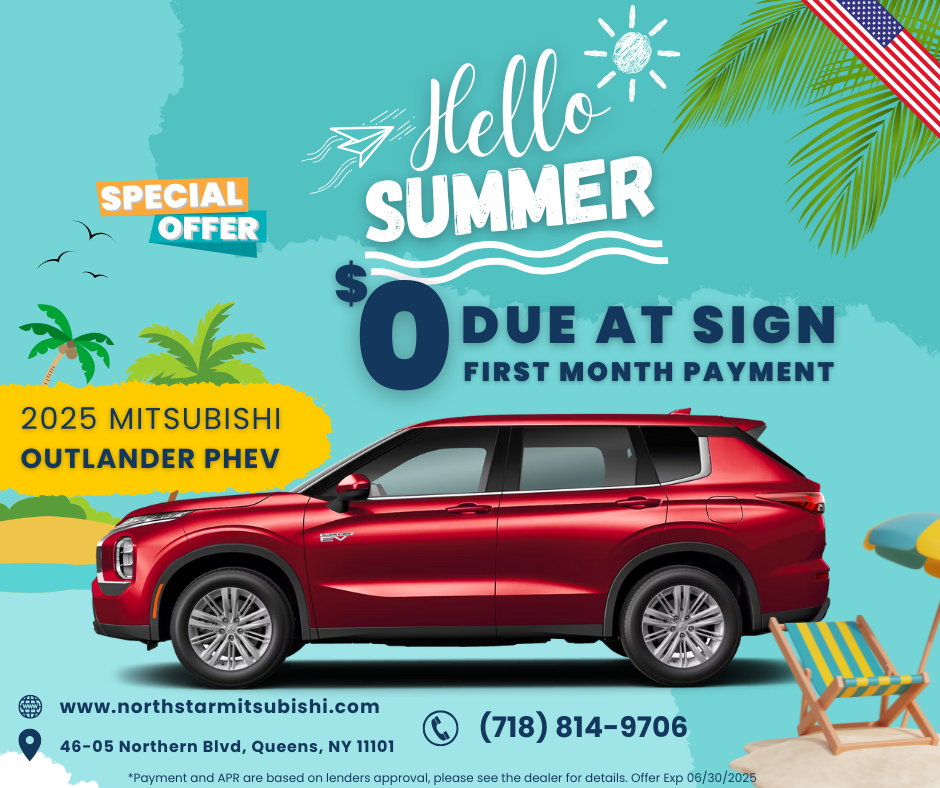 Hello
SUMMER
SPECIAL
OFFER
$0 DUE AT SIGN
FIRST MONTH PAYMENT
2025 MITSUBISHI
OUTLANDER PHEV
www.northstarmitsubishi.com
(718) 814-9706
46-05 Northern Blvd, Queens, NY 11101
*Payment and APR are based on lenders approval, please see the dealer for details. Offer Exp 06/30/2025